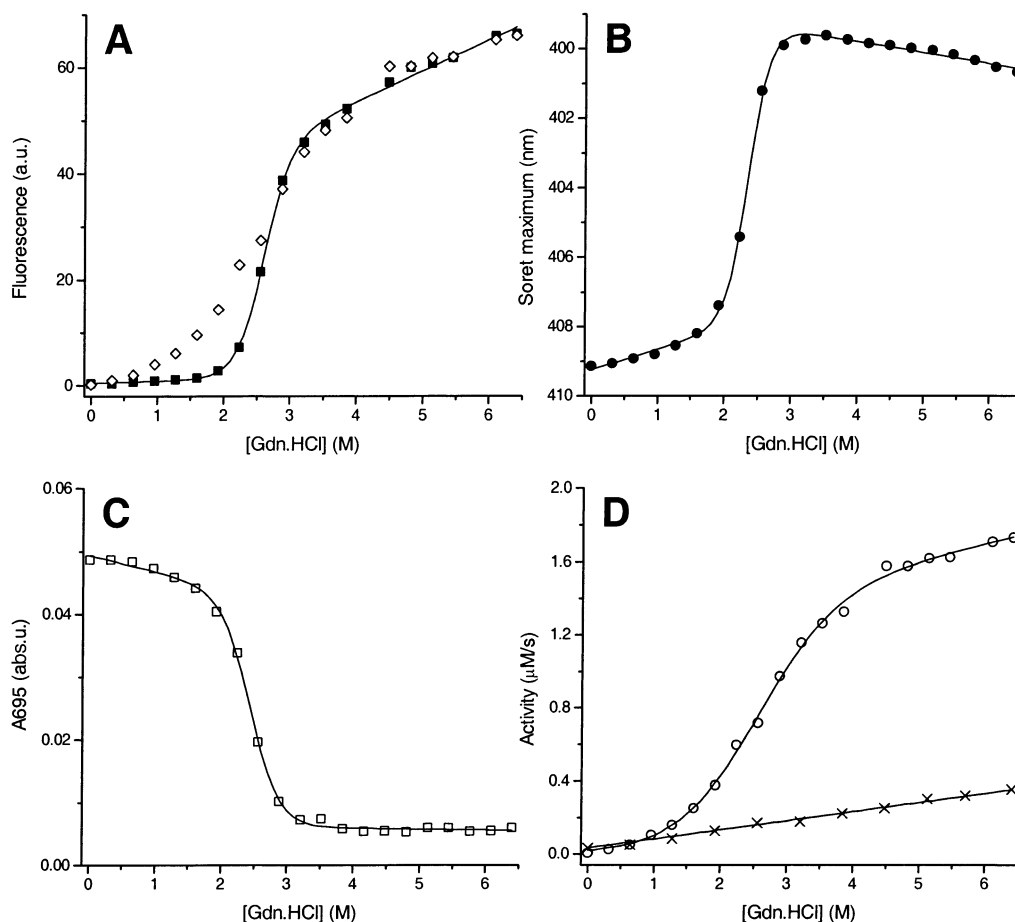 A
Fluorescence (a.u.)
60
40
20
0
0 1 2 3 4 5 6
[Gdn.HCl] (M)
B
Soret maximum (nm)
400
402
404
406
408
410
0 1 2 3 4 5 6
[Gdn.HCl] (M)
C
A695 (abs.u.)
0.06
0.04
0.02
0.00
0 1 2 3 4 5 6
[Gdn.HCl] (M)
D
Activity (μM/s)
2.0
1.6
1.2
0.8
0.4
0.0
0 1 2 3 4 5 6
[Gdn.HCl] (M)